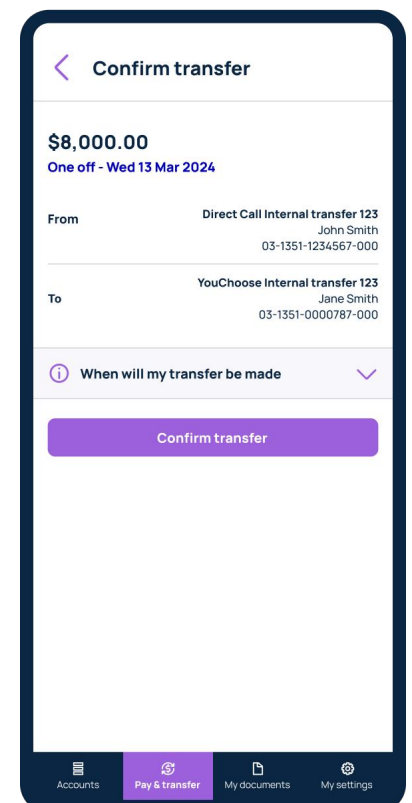 Confirm transfer
$8,000.00
One off - Wed 13 Mar 2024
From
Direct Call Internal transfer 123
John Smith
03-1351-1234567-000
To
YouChoose Internal transfer 123
Jane Smith
03-1351-0000787-000
When will my transfer be made
Confirm transfer
Accounts
Pay & transfer
My documents
My settings